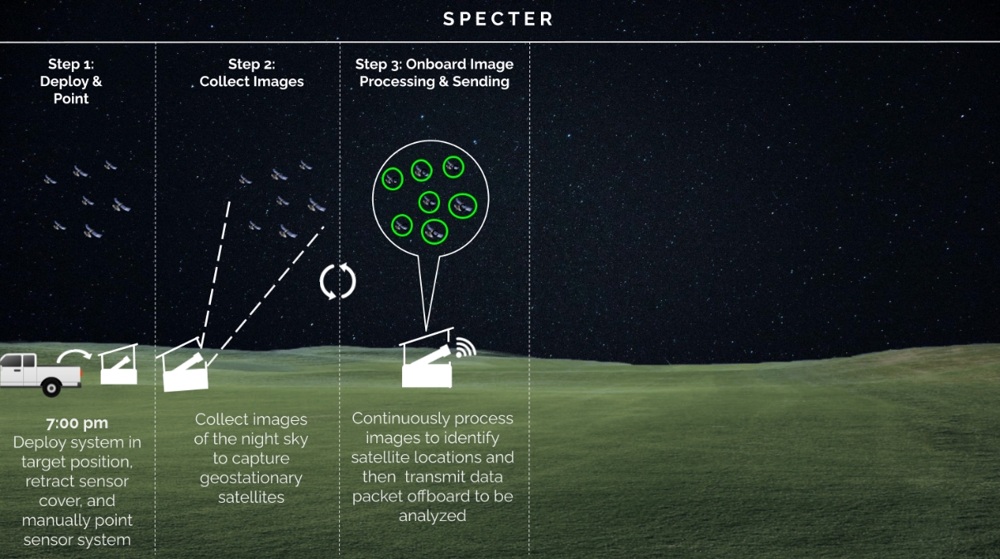 SPECTER
Step 1:
Deploy &
Point
Step 2:
Collect Images
Step 3: Onboard Image
Processing & Sending
7:00 pm
Deploy system in
target position,
retract sensor
cover, and
manually point
sensor system
Collect images
of the night sky
to capture
geostationary
satellites
Continuously process
images to identify
satellite locations and
then transmit data
packet offboard to be
analyzed